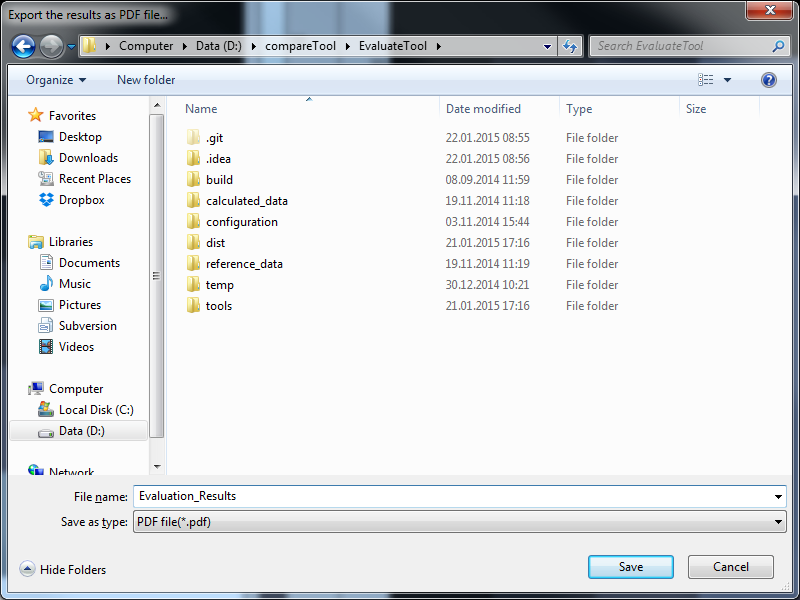 Export the results as PDF file...
Computer Data (D:) compareTool EvaluateTool
Search EvaluateTool
Organize New folder
Name Date modified Type Size
Favorites
Desktop
Downloads
Recent Places
Dropbox
Libraries
Documents
Music
Pictures
Subversion
Videos
Computer
Local Disk (C:)
Data (D:)
Network
.git 22.01.2015 08:55 File folder
.idea 22.01.2015 08:56 File folder
build 08.09.2014 11:59 File folder
calculated_data 19.11.2014 11:18 File folder
configuration 03.11.2014 15:44 File folder
dist 21.01.2015 17:16 File folder
reference_data 19.11.2014 11:19 File folder
temp 30.12.2014 10:21 File folder
tools 21.01.2015 17:16 File folder
File name: Evaluation_Results
Save as type: PDF file(*.pdf)
Hide Folders Save Cancel